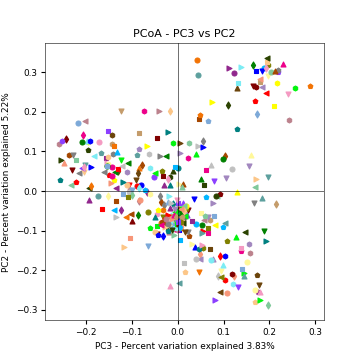 PCoA - PC3 vs PC2
PC2 - Percent variation explained 5.22%
0.3
0.2
0.1
0.0
−0.1
−0.2
−0.3
−0.2 −0.1 0.0 0.1 0.2 0.3
PC3 - Percent variation explained 3.83%